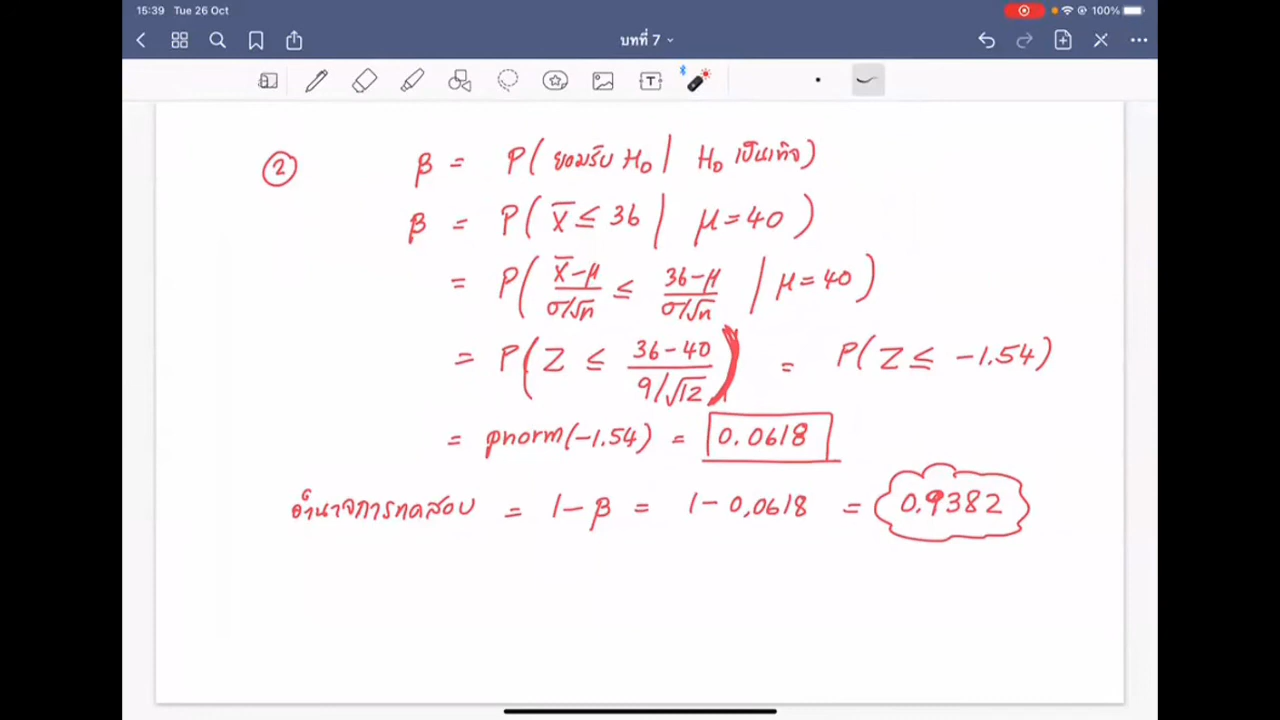 15:39 Tue 26 Oct 100%
บทที่ 7
T
② β = P( ยอมรับ H₀ | H₀ เป็นเท็จ )
β = P( X̄ ≤ 36 | μ = 40 )
= P( (X̄-μ)/(σ/√n) ≤ (36-μ)/(σ/√n) | μ = 40 )
= P( Z ≤ (36-40)/(9/√12) ) = P( Z ≤ -1.54 )
= pnorm(-1.54) = 0.0618
อำนาจการทดสอบ = 1-β = 1-0,0618 = 0.9382